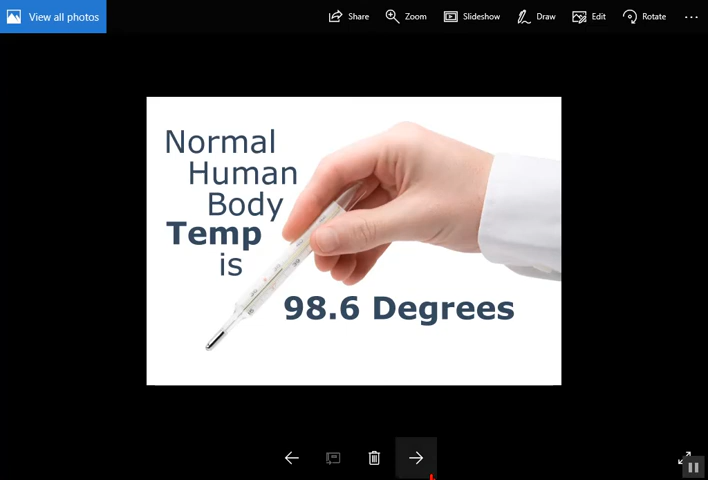 View all photos
Share
Zoom
Slideshow
Draw
Edit
Rotate
Normal
Human
Body
Temp
is
98.6 Degrees